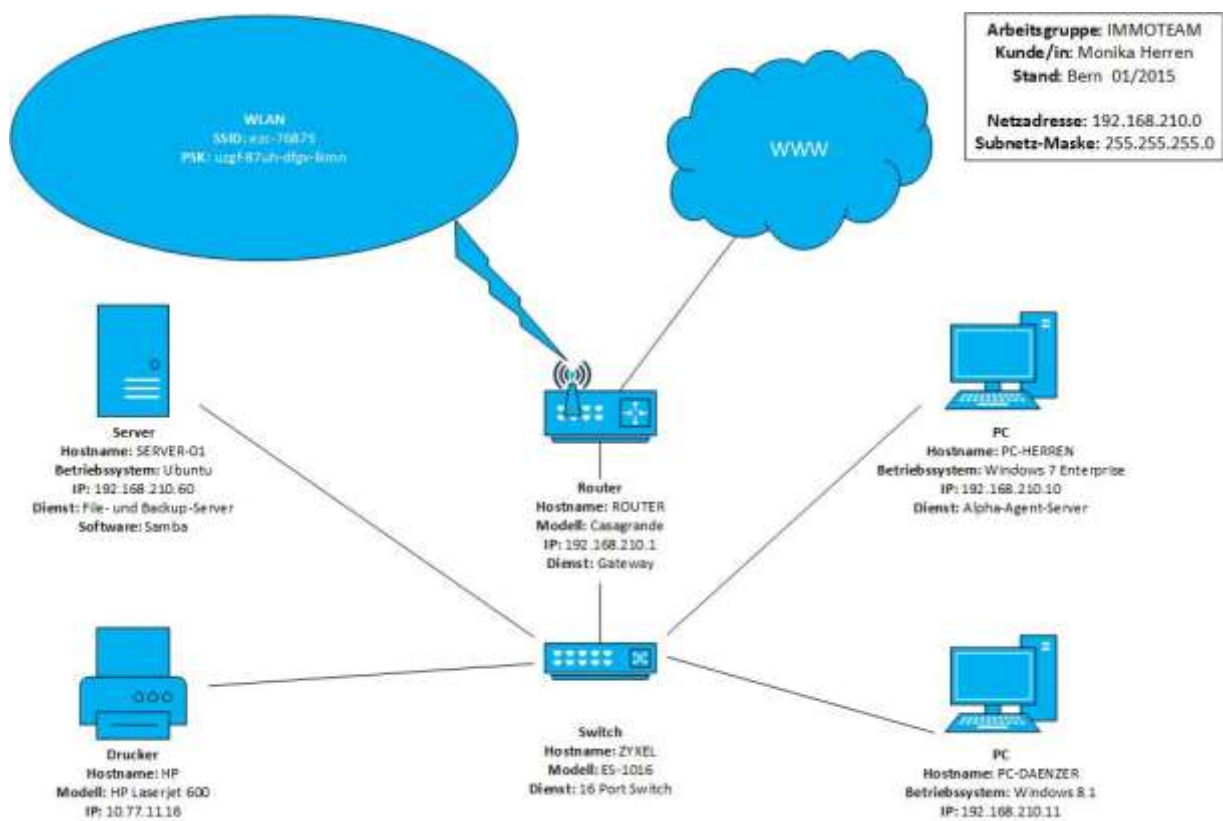 Arbeitsgruppe: IMMOTEAM
Kunde/in: Monika Herren
Stand: Bern 01/2015
Netzadresse: 192.168.210.0
Subnetz-Maske: 255.255.255.0
WLAN
SSID: ezc-76875
PSK:
WWW
Server
Hostname: SERVER-01
Betriebssystem: Ubuntu
IP: 192.168.210.60
Dienst: File- und Backup-Server
Software: Samba
Router
Hostname: ROUTER
Modell: Casagrande
IP: 192.168.210.1
Dienst: Gateway
PC
Hostname: PC-HERREN
Betriebssystem: Windows 7 Enterprise
IP: 192.168.210.10
Dienst: Alpha-Agent-Server
Drucker
Hostname: HP
Modell: HP Laserjet 600
IP: 10.77.11.16
Switch
Hostname: ZYXEL
Modell: ES-1016
Dienst: 16 Port Switch
PC
Hostname: PC-DAENZER
Betriebssystem: Windows 8.1
IP: 192.168.210.11